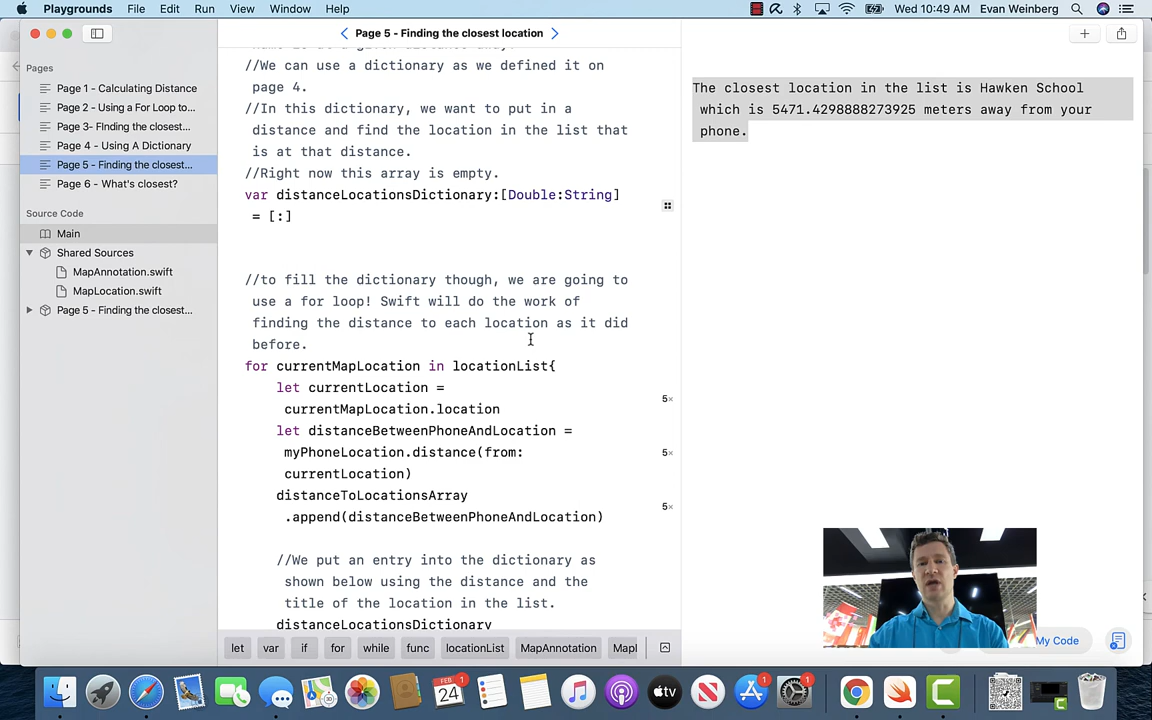 Playgrounds File Edit Run View Window Help Wed 10:49 AM Evan Weinberg
Page 5 - Finding the closest location
Pages
Page 1 - Calculating Distance
Page 2 - Using a For Loop to...
Page 3- FInding the closest...
Page 4 - Using A Dictionary
Page 5 - Finding the closest...
Page 6 - What's closest?
Source Code
Main
Shared Sources
MapAnnotation.swift
MapLocation.swift
Page 5 - Finding the closest...
//We can use a dictionary as we defined it on
page 4.
//In this dictionary, we want to put in a
distance and find the location in the list that
is at that distance.
//Right now this array is empty.
var distanceLocationsDictionary:[Double:String]
= [:]
//to fill the dictionary though, we are going to
use a for loop! Swift will do the work of
finding the distance to each location as it did
before.
for currentMapLocation in locationList{
let currentLocation =
currentMapLocation.location
5×
let distanceBetweenPhoneAndLocation =
myPhoneLocation.distance(from:
5×
currentLocation)
distanceToLocationsArray
5×
.append(distanceBetweenPhoneAndLocation)
//We put an entry into the dictionary as
shown below using the distance and the
title of the location in the list.
distanceLocationsDictionary
let var if for while func locationList MapAnnotation Mapl
The closest location in the list is Hawken School
which is 5471.4298888273925 meters away from your
phone.
My Code
FEB
24
1
1
1
tv